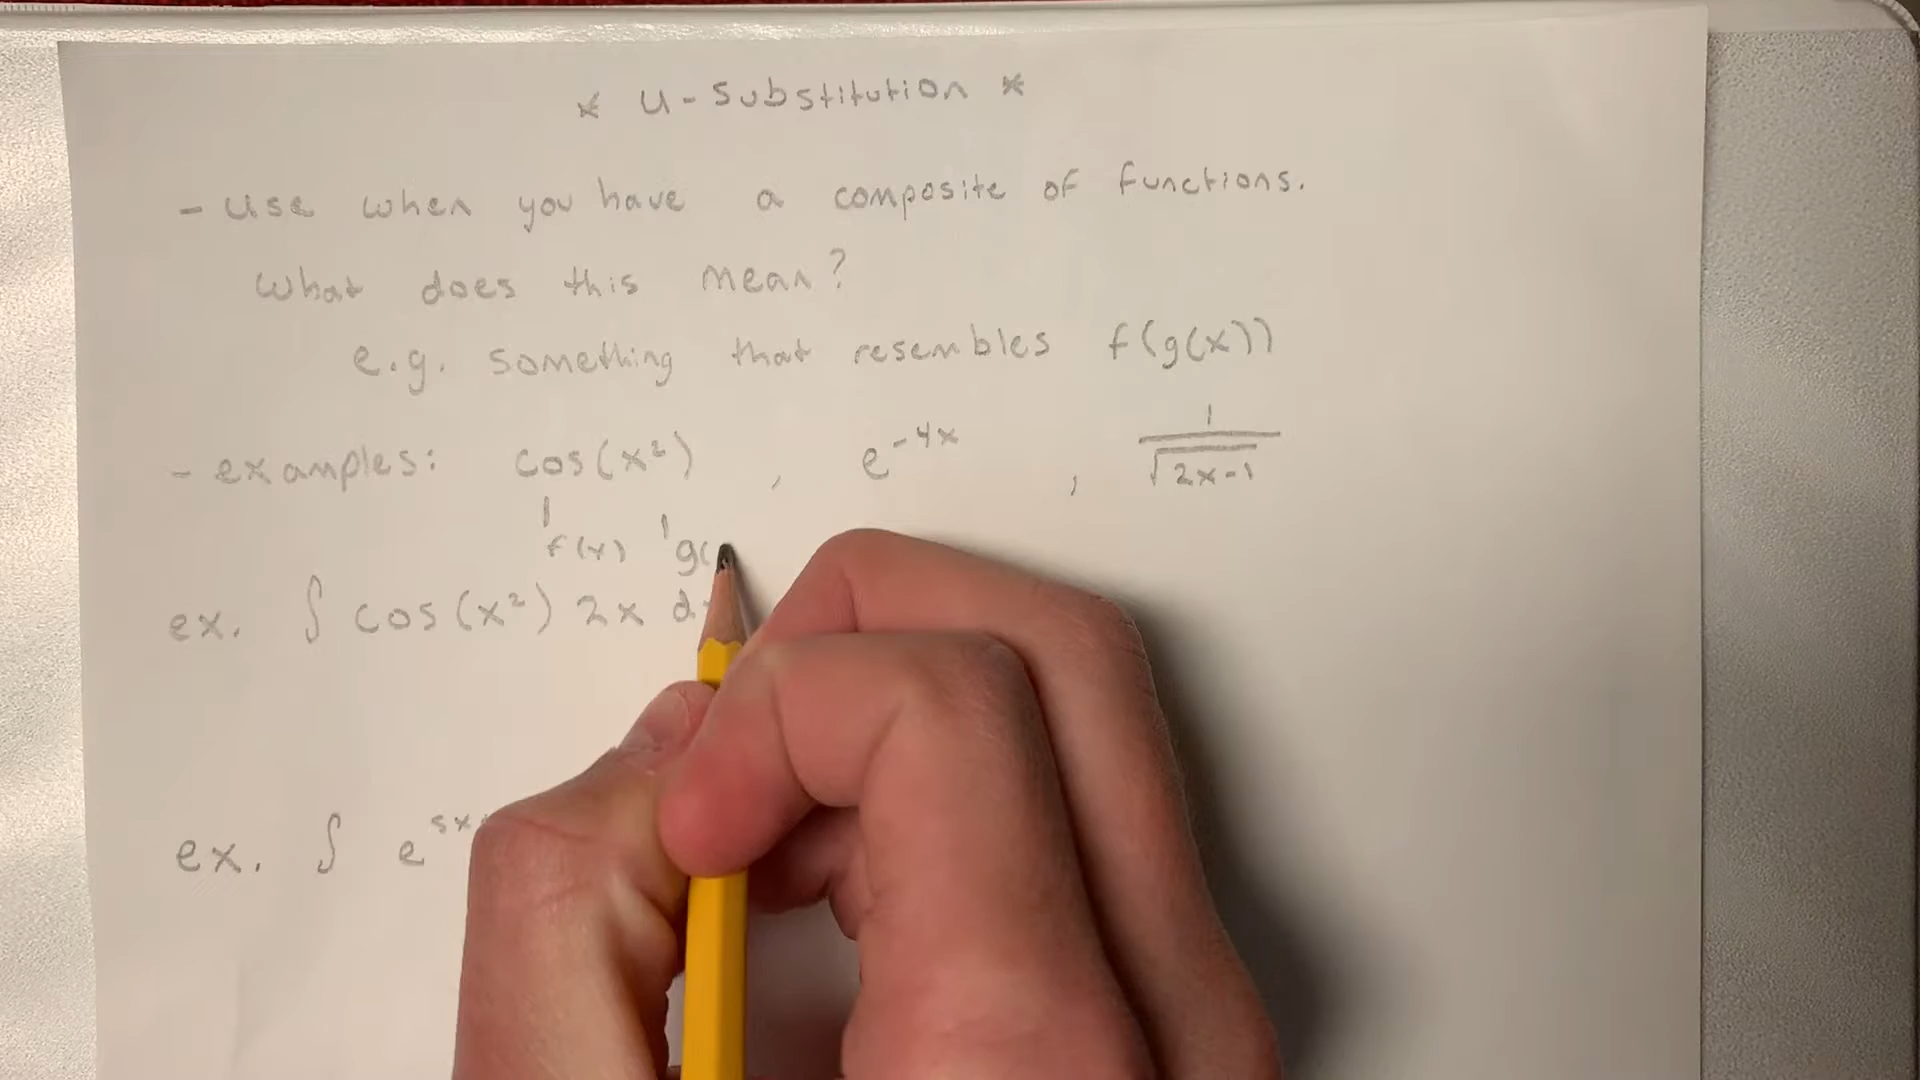 * u-substitution *
- use when you have a composite of functions.
what does this mean?
e.g. something that resembles f(g(x))
- examples: cos(x²) , e^-4x , 1/√2x-1
f(x) g(
ex. ∫ cos(x²) 2x
ex. ∫ e^5x